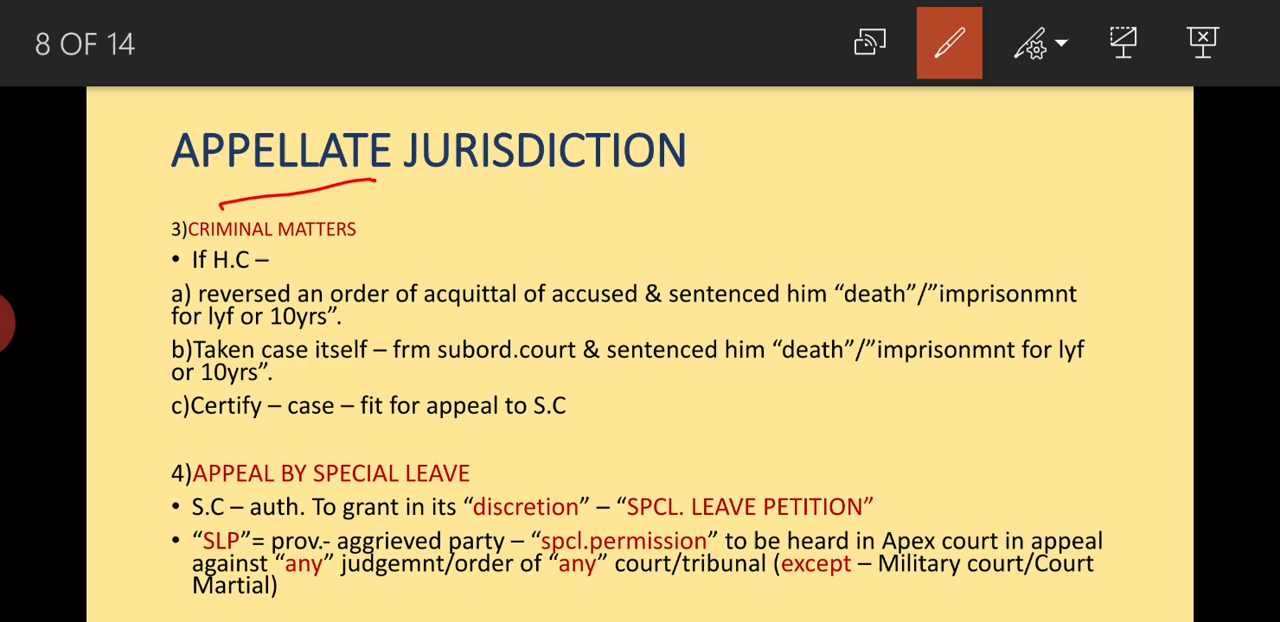 8 OF 14
APPELLATE JURISDICTION
3)CRIMINAL MATTERS
• If H.C –
a) reversed an order of acquittal of accused & sentenced him “death”/”imprisonmnt
for lyf or 10yrs”.
b)Taken case itself – frm subord.court & sentenced him “death”/”imprisonmnt for lyf
or 10yrs”.
c)Certify – case – fit for appeal to S.C
4)APPEAL BY SPECIAL LEAVE
• S.C – auth. To grant in its “discretion” – “SPCL. LEAVE PETITION”
• “SLP”= prov.- aggrieved party – “spcl.permission” to be heard in Apex court in appeal
against “any” judgemnt/order of “any” court/tribunal (except – Military court/Court
Martial)